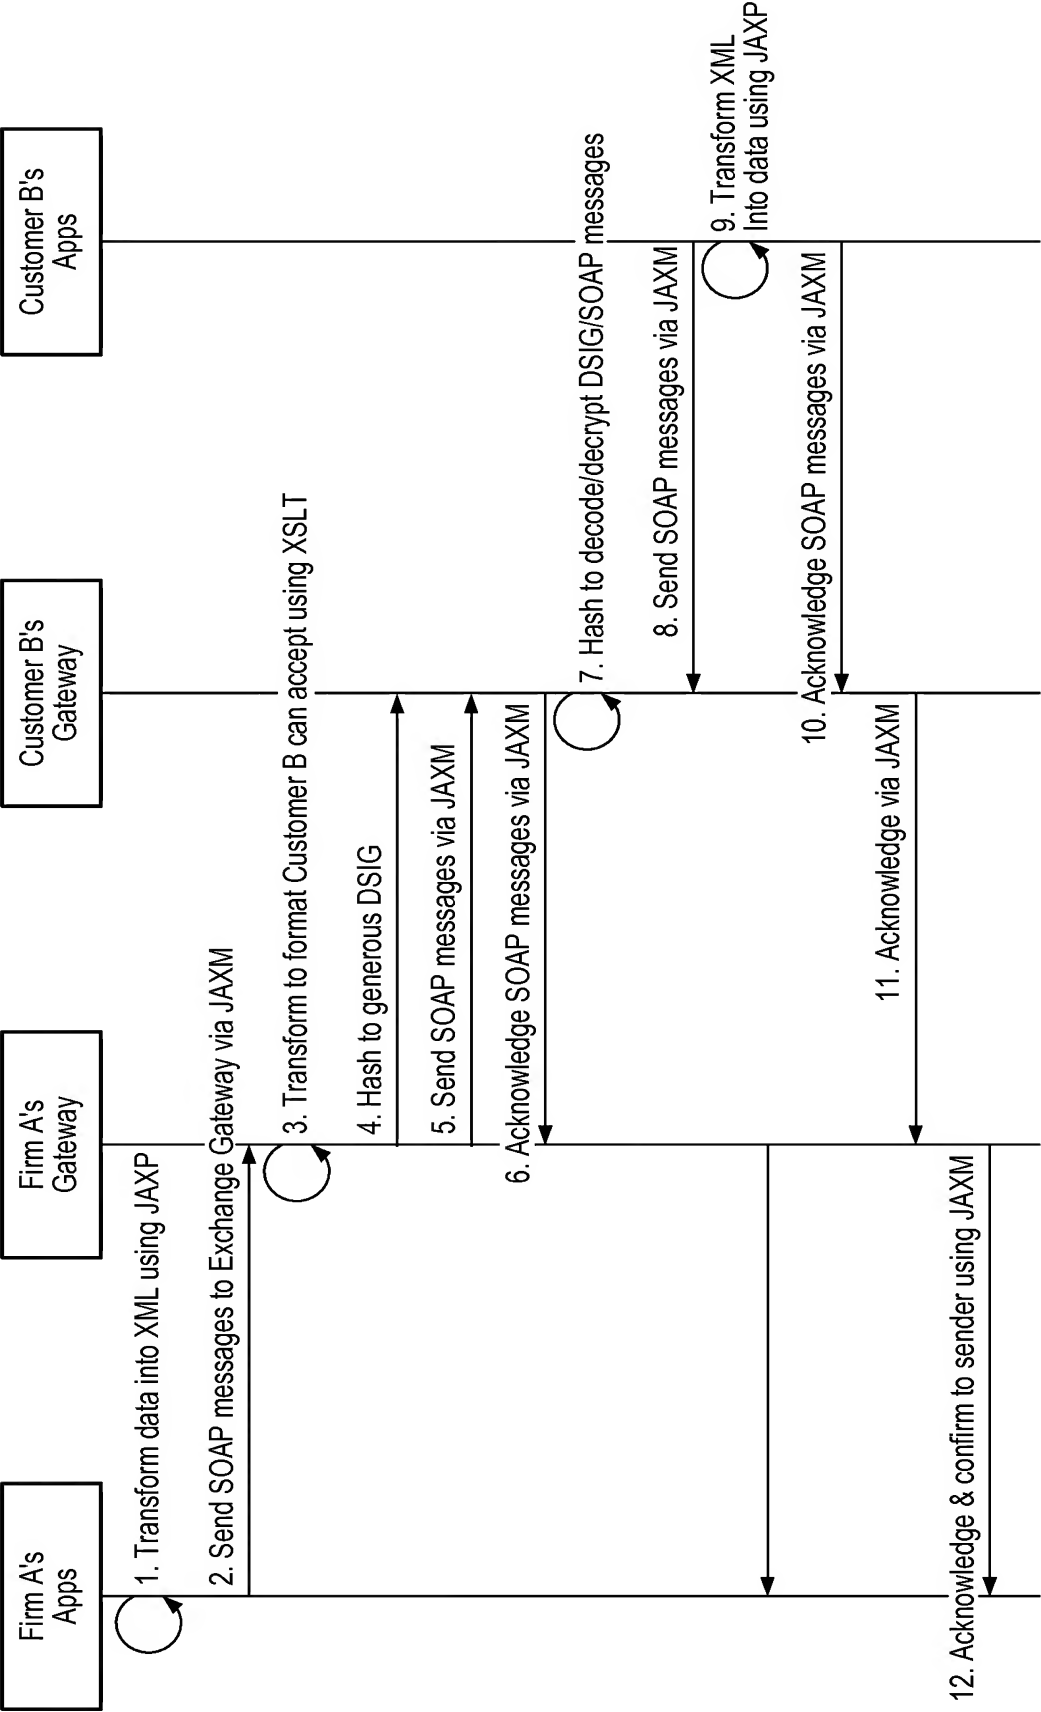 Firm A's
Apps
Firm A's
Gateway
Customer B's
Gateway
Customer B's
Apps
1. Transform data into XML using JAXP
2. Send SOAP messages to Exchange Gateway via JAXM
3. Transform to format Customer B can accept using XSLT
4. Hash to generous DSIG
5. Send SOAP messages via JAXM
6. Acknowledge SOAP messages via JAXM
7. Hash to decode/decrypt DSIG/SOAP messages
8. Send SOAP messages via JAXM
9. Transform XML
Into data using JAXP
10. Acknowledge SOAP messages via JAXM
11. Acknowledge via JAXM
12. Acknowledge & confirm to sender using JAXM